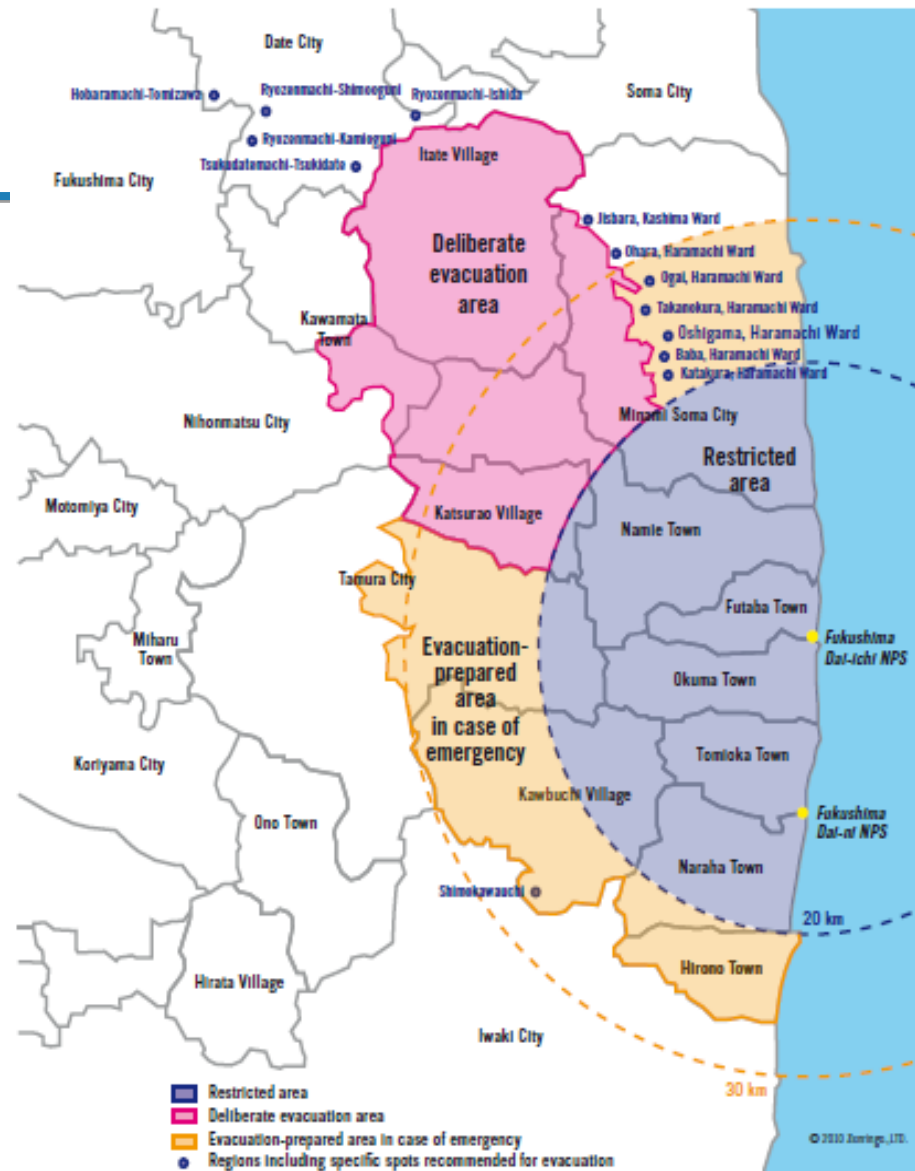 Date City
Soma City
Hobaramachi-Tomizawa
Ryozenmachi-Shimooguni
Ryozenmachi-Ishida
Ryozenmachi-Kamioguni
Tsukudatemachi-Tsukidate
Itate Village
Fukushima City
Jisbara, Kashima Ward
Deliberate
evacuation
area
Ohara, Haramachi Ward
Ogai, Haramachi Ward
Takanokura, Haramachi Ward
Kawamata
Town
Oshigama, Haramachi Ward
Baba, Haramachi Ward
Katakura, Haramachi Ward
Nihonmatsu City
Minami Soma City
Restricted
area
Motomiya City
Katsurao Village
Namie Town
Tamura City
Futaba Town
Miharu
Town
Evacuation-
prepared
area
in case of
emergency
Fukushima
Dai-ichi NPS
Okuma Town
Koriyama City
Tomioka Town
Kawbuchi Village
Ono Town
Fukushima
Dai-ni NPS
Naraha Town
Shimokawauchi
20 km
Hirono Town
Hirata Village
Iwaki City
30 km
Restricted area
Deliberate evacuation area
Evacuation-prepared area in case of emergency
Regions including specific spots recommended for evacuation
© 2010 LTD.